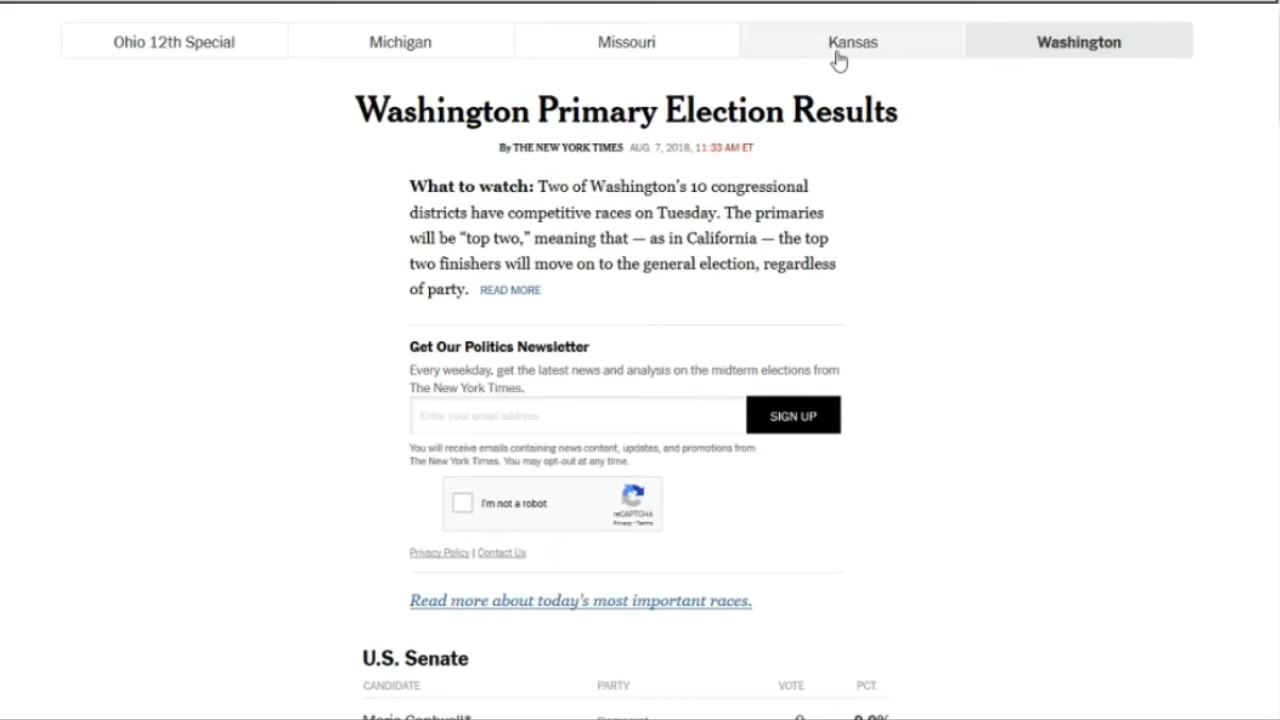 Ohio 12th Special Michigan Missouri Kansas Washington
Washington Primary Election Results
By THE NEW YORK TIMES AUG. 7, 2018, 11:33 AM ET
What to watch: Two of Washington's 10 congressional
districts have competitive races on Tuesday. The primaries
will be “top two,” meaning that — as in California — the top
two finishers will move on to the general election, regardless
of party. READ MORE
Get Our Politics Newsletter
Every weekday, get the latest news and analysis on the midterm elections from
The New York Times.
Enter your email address SIGN UP
You will receive emails containing news content, updates, and promotions from
The New York Times. You may opt-out at any time.
I'm not a robot
reCAPTCHA
Privacy - Terms
Privacy Policy | Contact Us
Read more about today's most important races.
U.S. Senate
CANDIDATE PARTY VOTE PCT.
Maria Cantwell* Democrat 0 0.0%